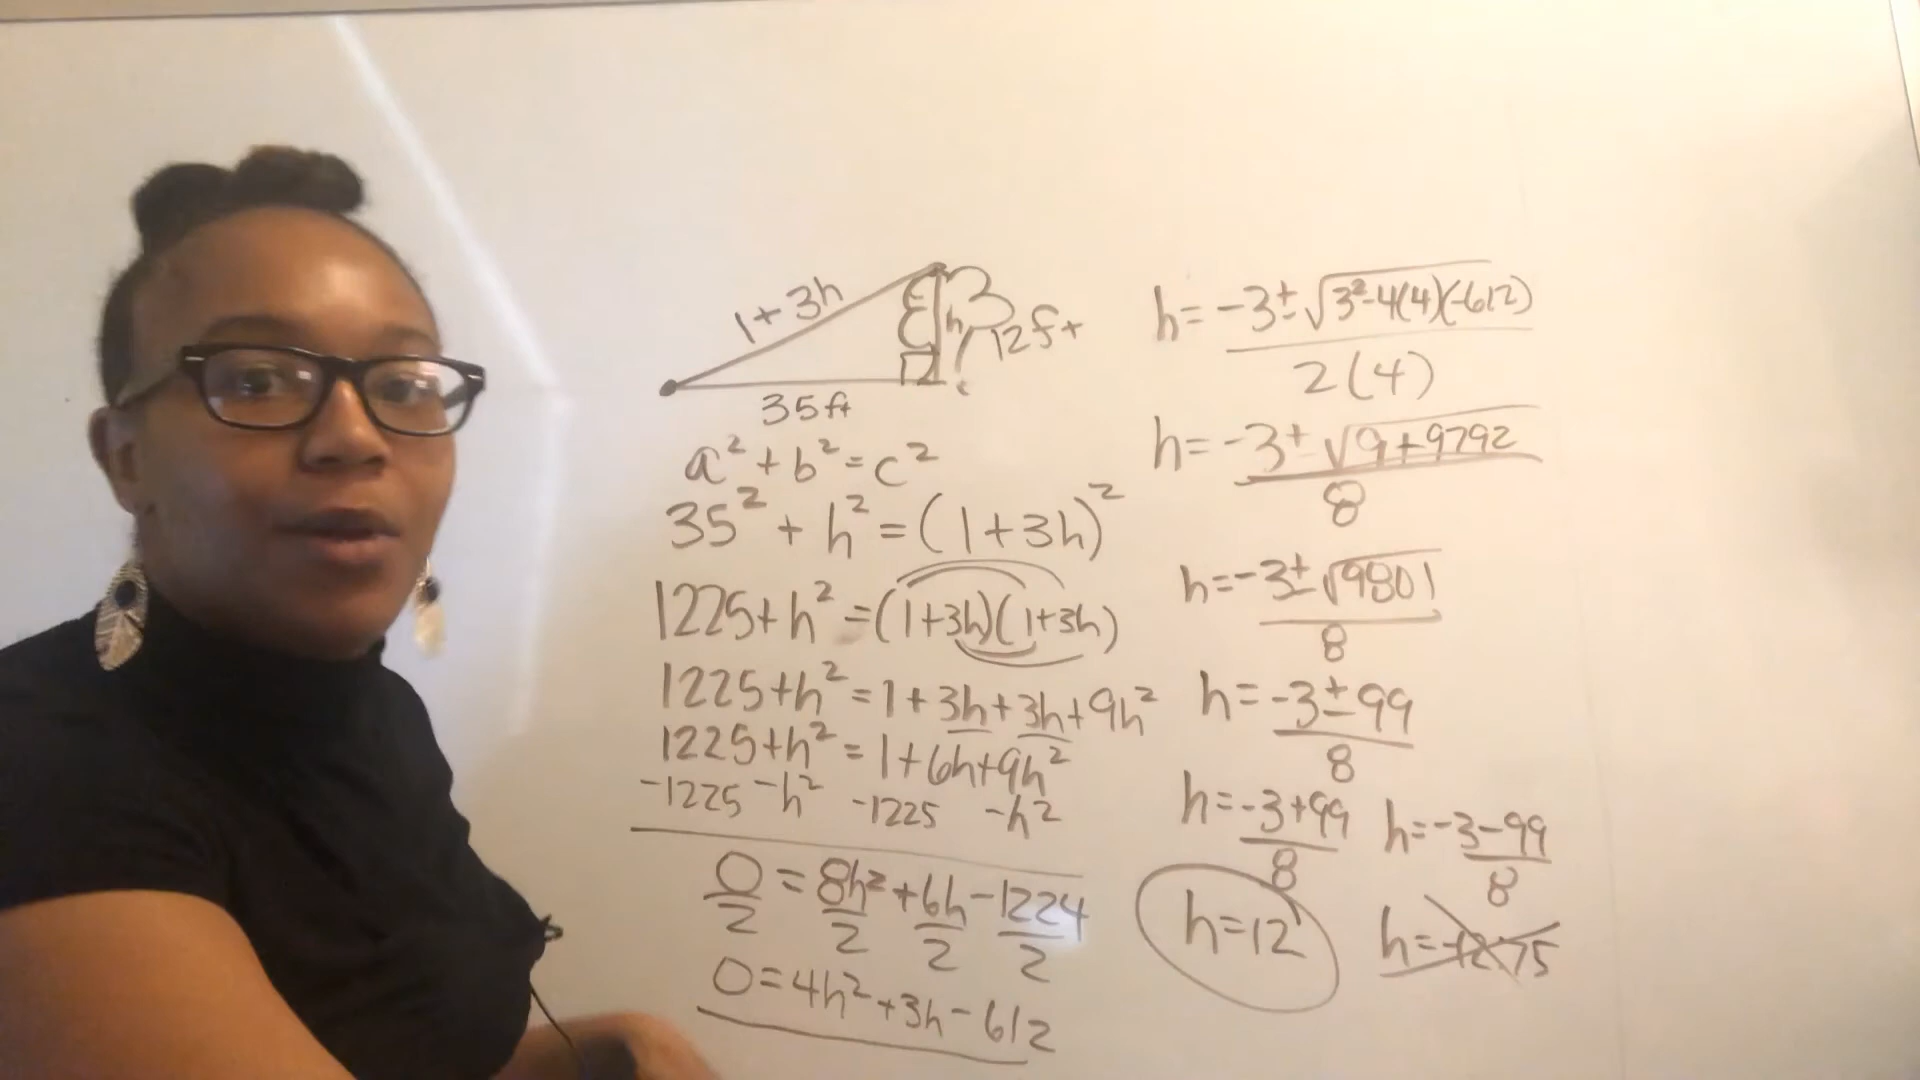 1+3h
h
12ft
35ft
a²+b²=c²
35²+h²=(1+3h)²
1225+h²=(1+3h)(1+3h)
1225+h²=1+3h+3h+9h²
1225+h²=1+6h+9h²
-1225 -h² -1225 -h²
0/2=8h²/2+6h/2-1224/2
0=4h²+3h-612
h=-3±√3²-4(4)(-612)
2(4)
h=-3±√9+9792
8
h=-3±√9801
8
h=-3±99
8
h=-3+99 h=-3-99
8 8
h=12 h=-12.75